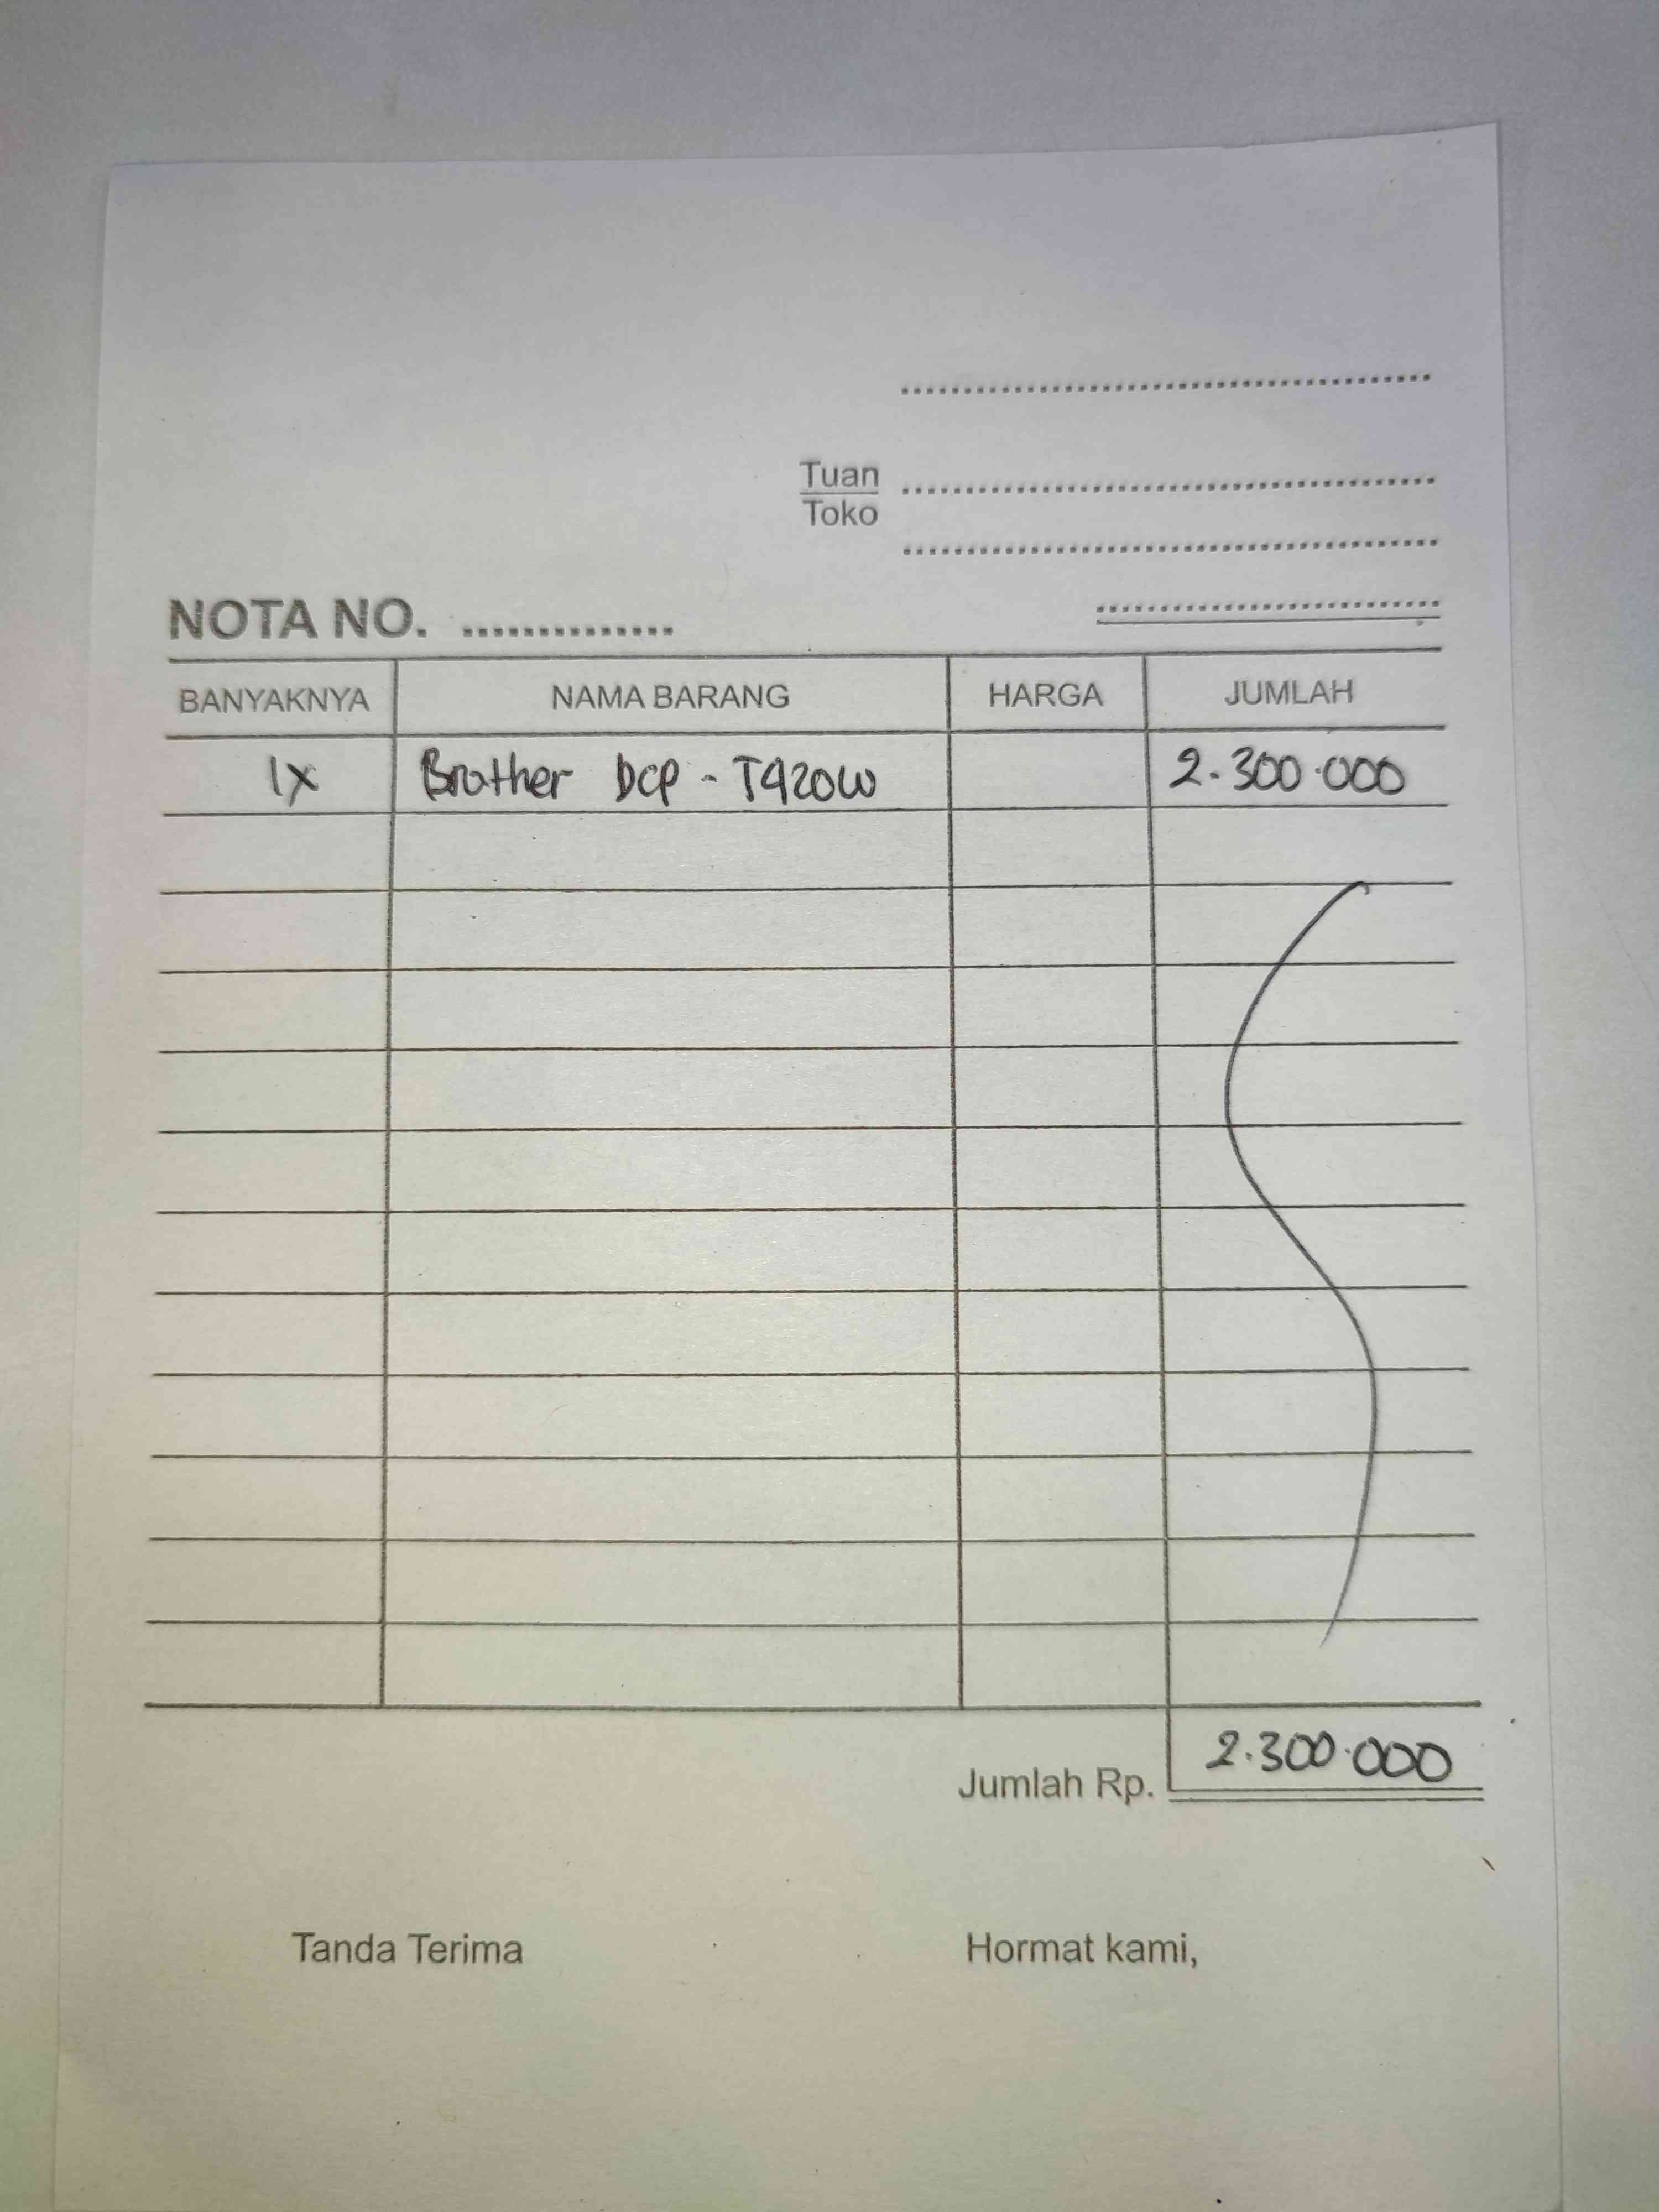 Tuan
Toko
NOTA NO.
BANYAKNYA NAMA BARANG HARGA JUMLAH
1x Brother DCP - T920W 2.300.000
Jumlah Rp. 2.300.000
Tanda Terima Hormat kami,